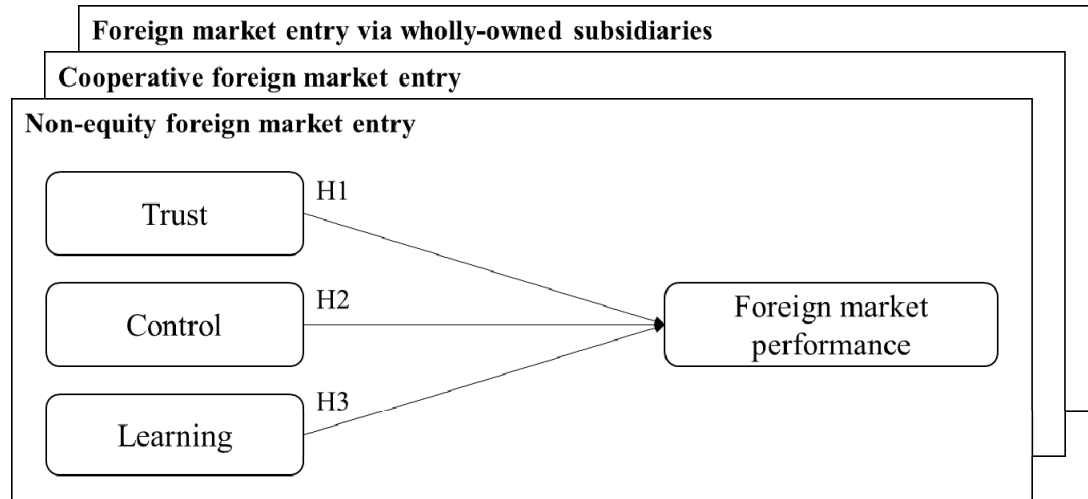 Foreign market entry via wholly-owned subsidiaries
Cooperative foreign market entry
Non-equity foreign market entry
Trust
H1
Control
H2
Learning
H3
Foreign market
performance